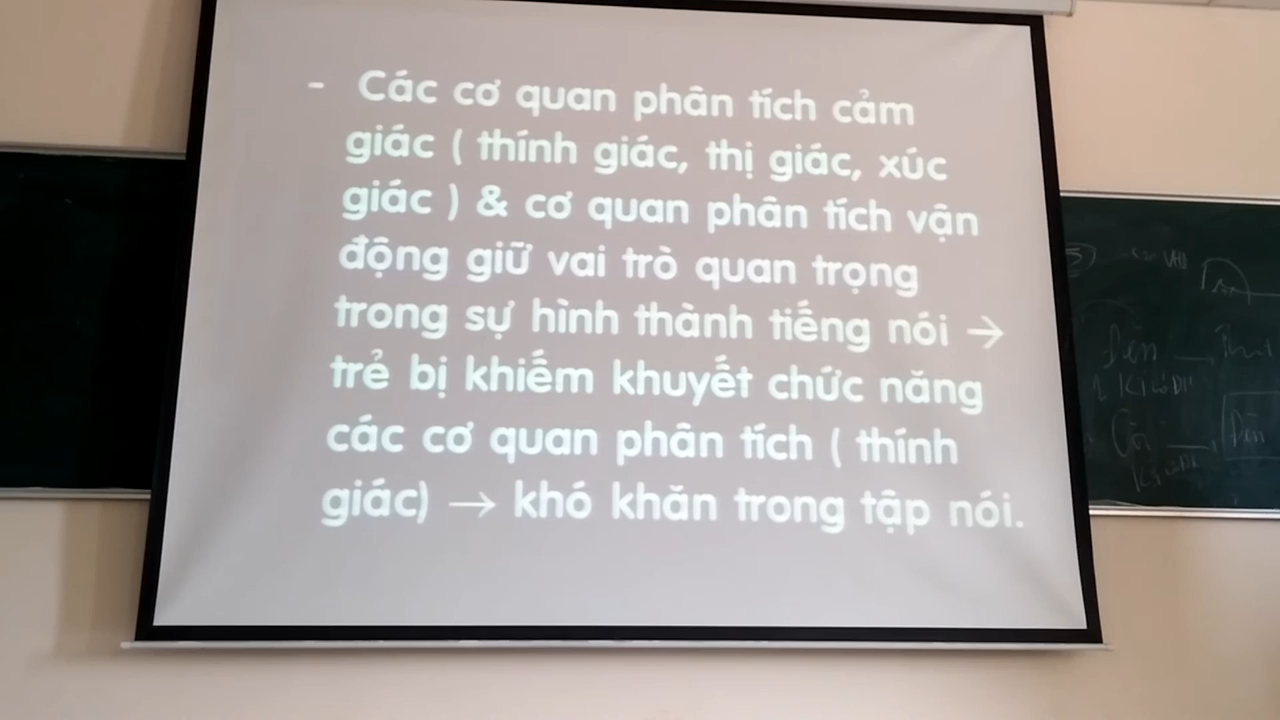 - Các cơ quan phân tích cảm
giác ( thính giác, thị giác, xúc
giác ) & cơ quan phân tích vận
động giữ vai trò quan trọng
trong sự hình thành tiếng nói →
trẻ bị khiếm khuyết chức năng
các cơ quan phân tích ( thính
giác) → khó khăn trong tập nói.